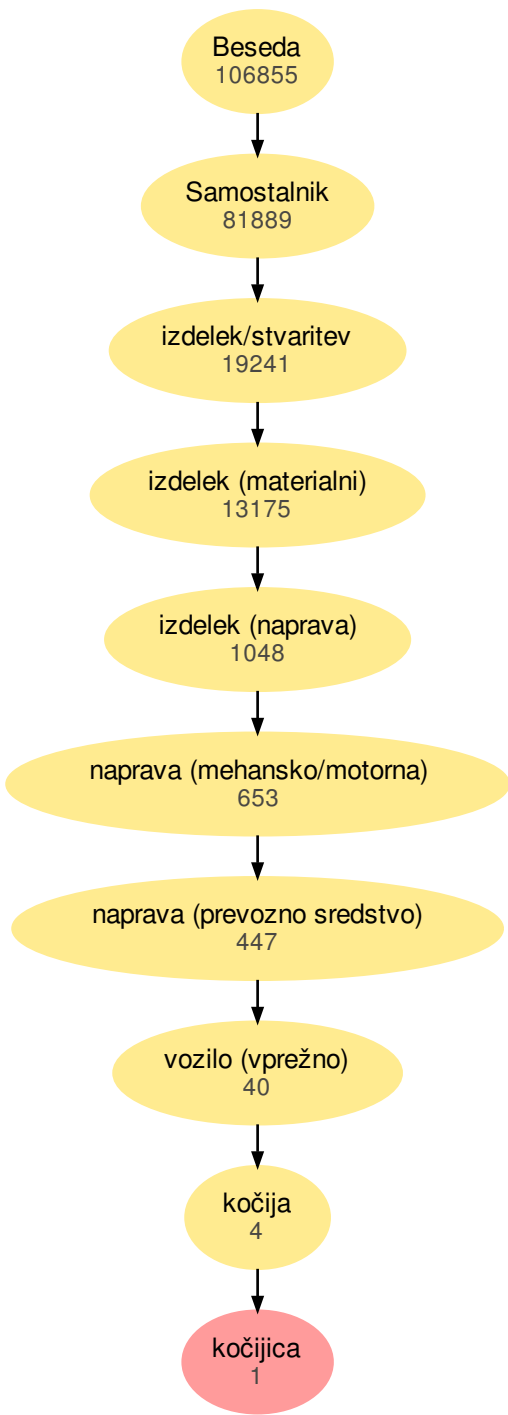 Beseda
106855
Samostalnik
81889
izdelek/stvaritev
19241
izdelek (materialni)
13175
izdelek (naprava)
1048
naprava (mehansko/motorna)
653
naprava (prevozno sredstvo)
447
vozilo (vprežno)
40
kočija
4
kočijica
1